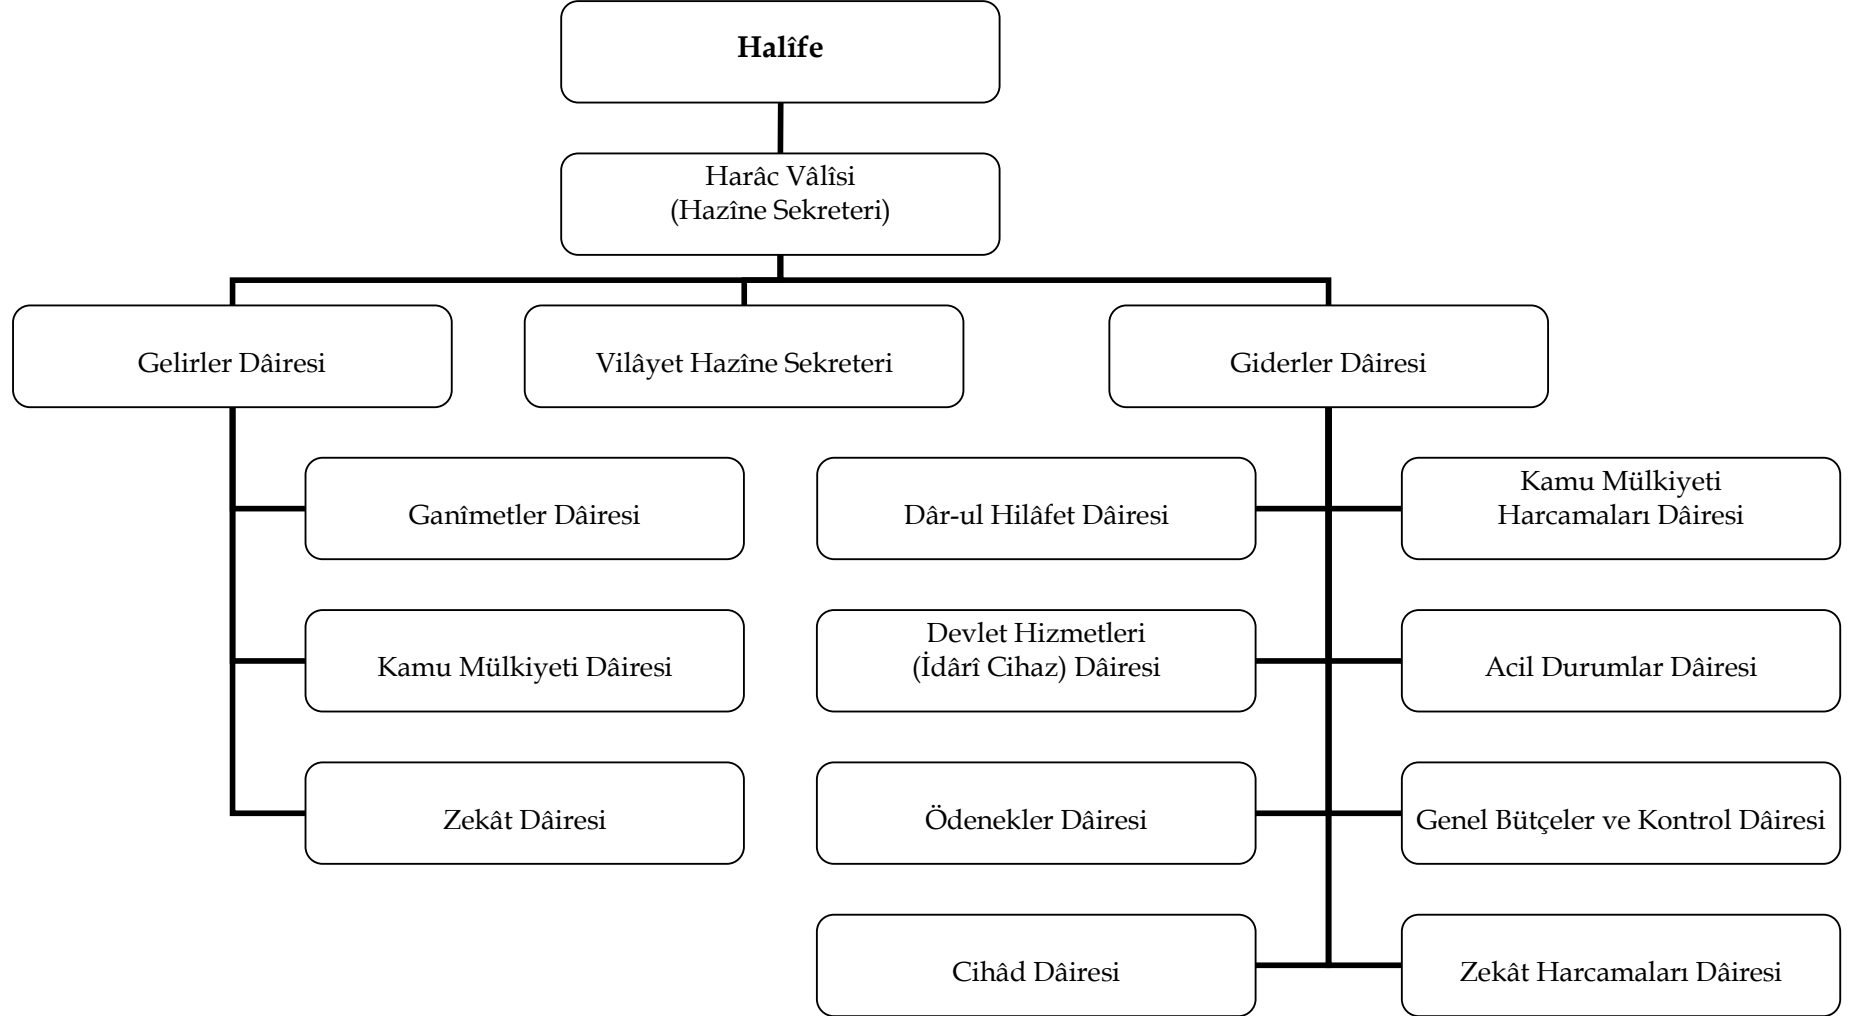 Halîfe
Harâc Vâlîsi
(Hazîne Sekreteri)
Gelirler Dâiresi
Vilâyet Hazîne Sekreteri
Giderler Dâiresi
Ganîmetler Dâiresi
Dâr-ul Hilâfet Dâiresi
Kamu Mülkiyeti
Harcamaları Dâiresi
Kamu Mülkiyeti Dâiresi
Devlet Hizmetleri
(İdârî Cihaz) Dâiresi
Acil Durumlar Dâiresi
Zekât Dâiresi
Ödenekler Dâiresi
Genel Bütçeler ve Kontrol Dâiresi
Cihâd Dâiresi
Zekât Harcamaları Dâiresi